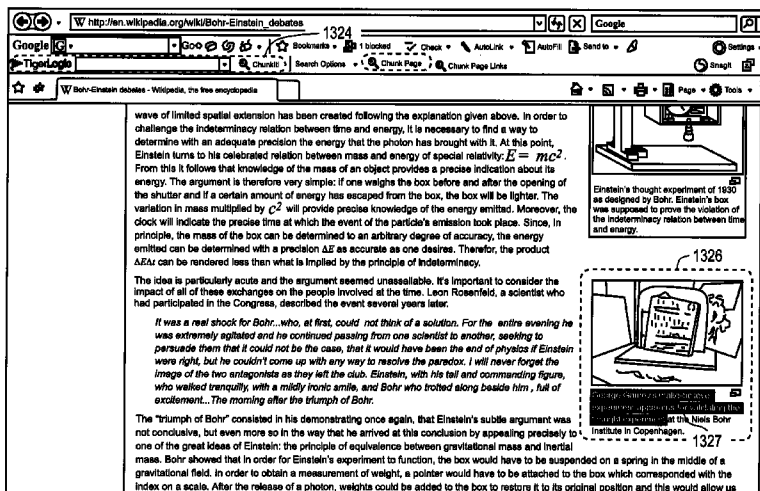 http://en.wikipedia.org/wiki/Bohr-Einstein_debates
Google
1324
Google G
Goo
Bookmarks
1 blocked
Check
AutoLink
AutoFill
Send to
Settings
TigerLogic
ChunkIt!
Search Options
Chunk Page
Chunk Page Links
SnagIt
W Bohr-Einstein debates - Wikipedia, the free encyclopedia
Page
Tools
wave of limited spatial extension has been created following the explanation given above. In order to
challenge the indeterminacy relation between time and energy, it is necessary to find a way to
determine with an adequate precision the energy that the photon has brought with it. At this point,
Einstein turns to his celebrated relation between mass and energy of special relativity: E = mc².
From this it follows that knowledge of the mass of an object provides a precise indication about its
energy. The argument is therefore very simple: if one weighs the box before and after the opening of
the shutter and if a certain amount of energy has escaped from the box, the box will be lighter. The
variation in mass multiplied by c² will provide precise knowledge of the energy emitted. Moreover, the
clock will indicate the precise time at which the event of the particle's emission took place. Since, in
principle, the mass of the box can be determined to an arbitrary degree of accuracy, the energy
emitted can be determined with a precision ΔE as accurate as one desires. Therefor, the product
ΔEΔt can be rendered less than what is implied by the principle of indeterminacy.
Einstein's thought experiment of 1930
as designed by Bohr. Einstein's box
was supposed to prove the violation of
the indeterminacy relation between time
and energy.
The idea is particularly acute and the argument seemed unassailable. It's important to consider the
impact of all of these exchanges on the people involved at the time. Leon Rosenfeld, a scientist who
had participated in the Congress, described the event several years later.
1326
It was a real shock for Bohr...who, at first, could not think of a solution. For the entire evening he
was extremely agitated and he continued passing from one scientist to another, seeking to
persuade them that it could not be the case, that it would have been the end of physics if Einstein
were right, but he couldn't come up with any way to resolve the paradox. I will never forget the
image of the two antagonists as they left the club. Einstein, with his tall and commanding figure,
who walked tranquilly, with a mildly ironic smile, and Bohr who trotted along beside him , full of
excitement...The morning after the triumph of Bohr.
George Gamow's make-believe
experiment apparatus for validating the
thought experiment at the Niels Bohr
Institute in Copenhagen.
1327
The "triumph of Bohr" consisted in his demonstrating once again, that Einstein's subtle argument was
not conclusive, but even more so in the way that he arrived at this conclusion by appealing precisely to
one of the great ideas of Einstein: the principle of equivalence between gravitational mass and inertial
mass. Bohr showed that in order for Einstein's experiment to function, the box would have to be suspended on a spring in the middle of a
gravitational field. In order to obtain a measurement of weight, a pointer would have to be attached to the box which corresponded with the
index on a scale. After the release of a photon, weights could be added to the box to restore it to its original position and this would allow us